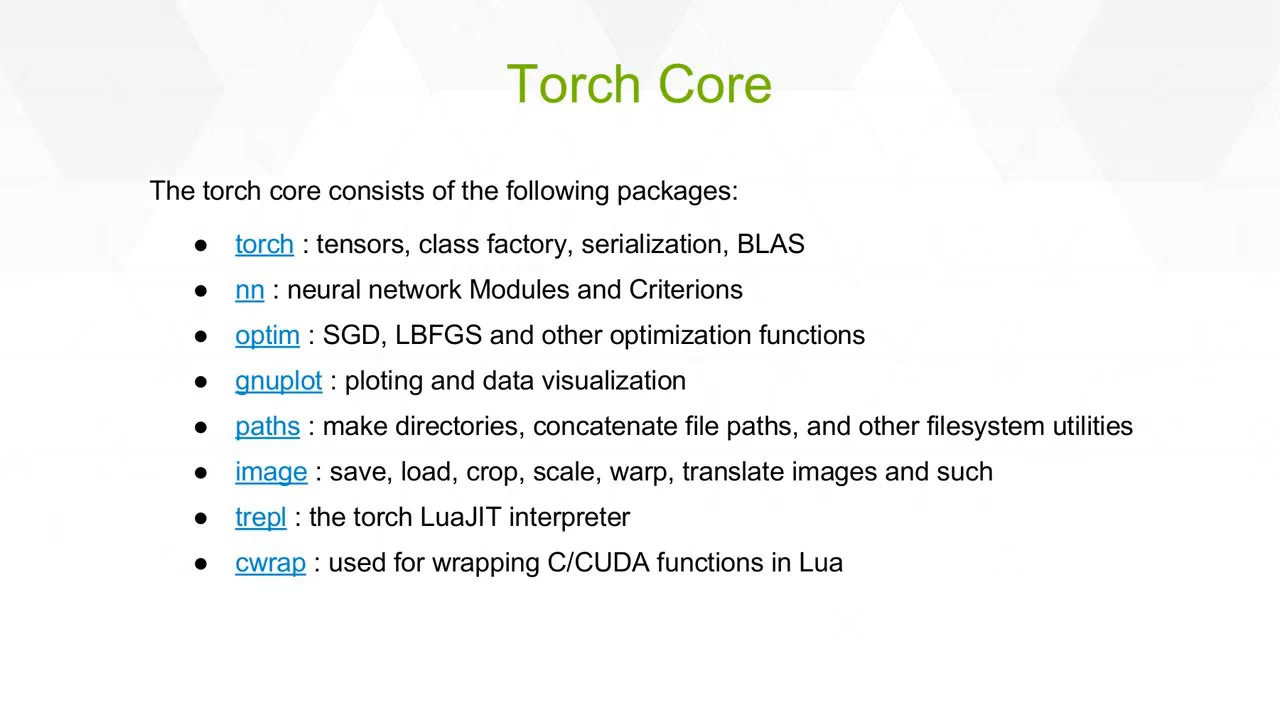 Torch Core
The torch core consists of the following packages:
● torch : tensors, class factory, serialization, BLAS
● nn : neural network Modules and Criterions
● optim : SGD, LBFGS and other optimization functions
● gnuplot : ploting and data visualization
● paths : make directories, concatenate file paths, and other filesystem utilities
● image : save, load, crop, scale, warp, translate images and such
● trepl : the torch LuaJIT interpreter
● cwrap : used for wrapping C/CUDA functions in Lua